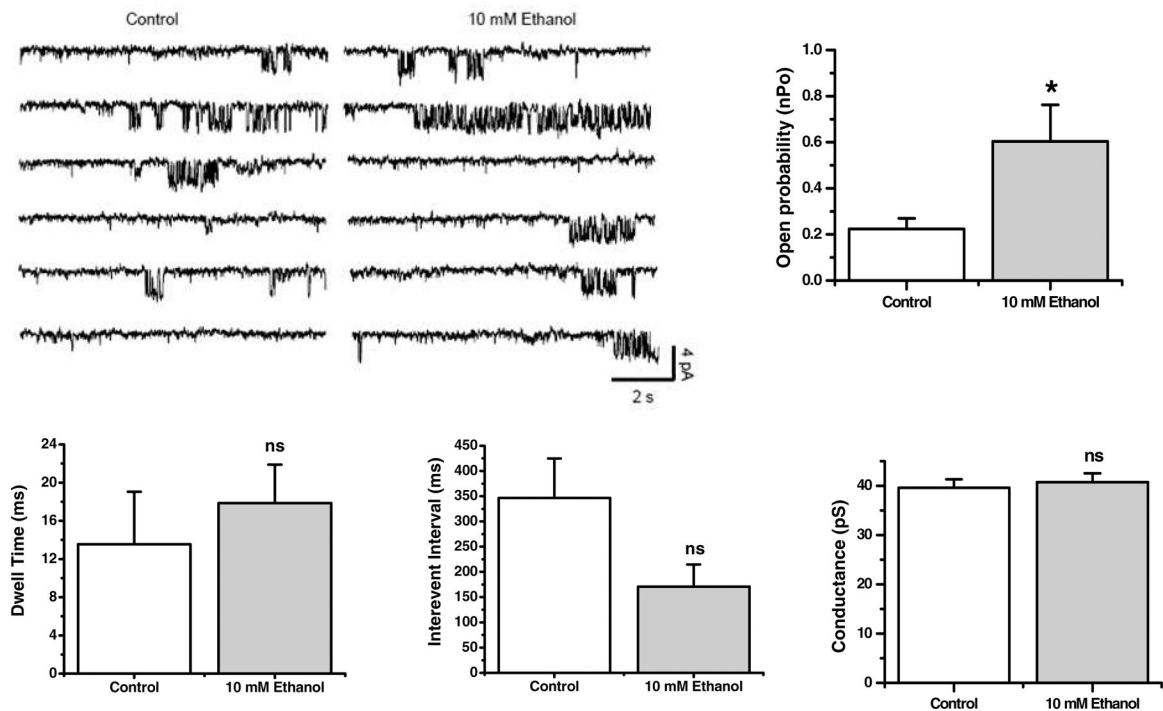 Control
10 mM Ethanol
4 pA
2 s
Open probability (nPo)
1.0
0.8
0.6
0.4
0.2
0.0
*
Control
10 mM Ethanol
Dwell Time (ms)
24
20
16
12
8
4
0
ns
Control
10 mM Ethanol
Interevent Interval (ms)
450
400
350
300
250
200
150
100
50
0
ns
Control
10 mM Ethanol
Conductance (pS)
40
30
20
10
0
ns
Control
10 mM Ethanol